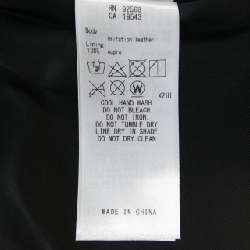 RN 92508
CA 19543
Body
Imitation leather
Lining
100% cupra
COOL HAND WASH
DO NOT BLEACH.
DO NOT IRON.
DO NOT TUMBLE DRY
LINE DRY IN SHADE.
DO NOT DRY CLEAN.
MADE IN CHINA